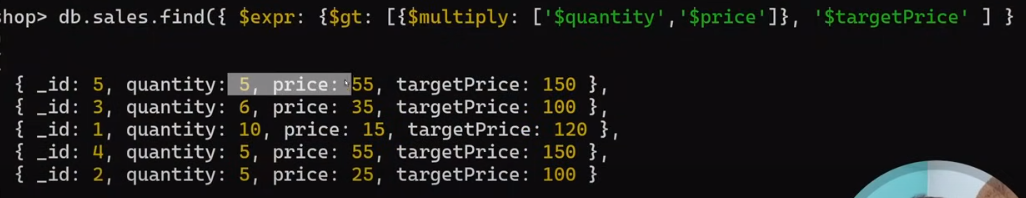 shop> db.sales.find({ $expr: {$gt: [{$multiply: ['$quantity','$price']}, '$targetPrice' ] }
{ _id: 5, quantity: 5, price: 55, targetPrice: 150 },
{ _id: 3, quantity: 6, price: 35, targetPrice: 100 },
{ _id: 1, quantity: 10, price: 15, targetPrice: 120 },
{ _id: 4, quantity: 5, price: 55, targetPrice: 150 },
{ _id: 2, quantity: 5, price: 25, targetPrice: 100 }